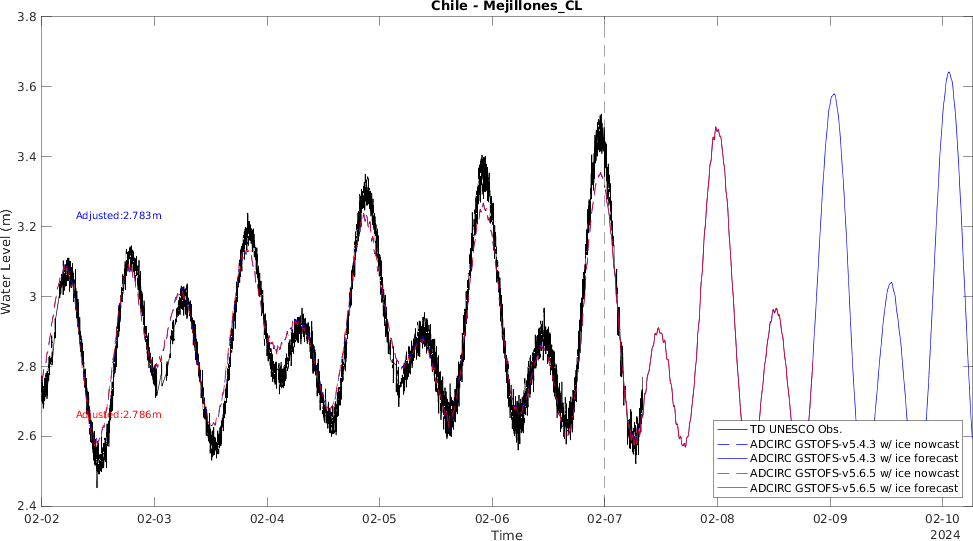 Chile - Mejillones_CL
3.8
3.6
3.4
3.2
3
2.8
2.6
2.4
Water Level (m)
Adjusted:2.783m
Adjusted:2.786m
TD UNESCO Obs.
ADCIRC GSTOFS-v5.4.3 w/ ice nowcast
ADCIRC GSTOFS-v5.4.3 w/ ice forecast
ADCIRC GSTOFS-v5.6.5 w/ ice nowcast
ADCIRC GSTOFS-v5.6.5 w/ ice forecast
02-02 02-03 02-04 02-05 02-06 02-07 02-08 02-09 02-10
2024
Time